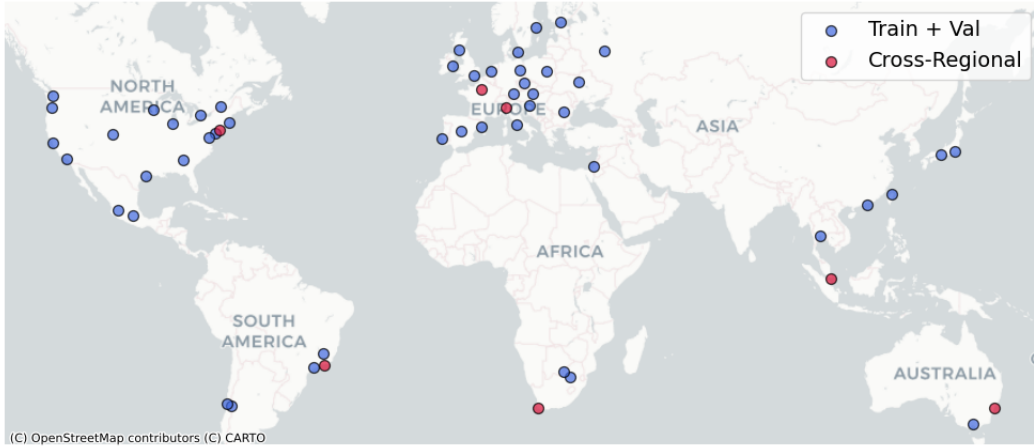 Train + Val
Cross-Regional
NORTH
AMERICA
EUROPE
ASIA
AFRICA
SOUTH
AMERICA
AUSTRALIA
(C) OpenStreetMap contributors (C) CARTO